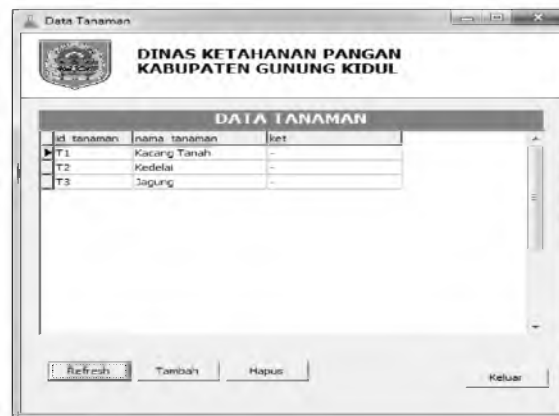 Data Tanaman
DINAS KETAHANAN PANGAN
KABUPATEN GUNUNG KIDUL
DATA TANAMAN
id_tanaman nama_tanaman ket
T1 Kacang Tanah -
T2 Kedelai -
T3 Jagung -
Refresh Tambah Hapus Keluar